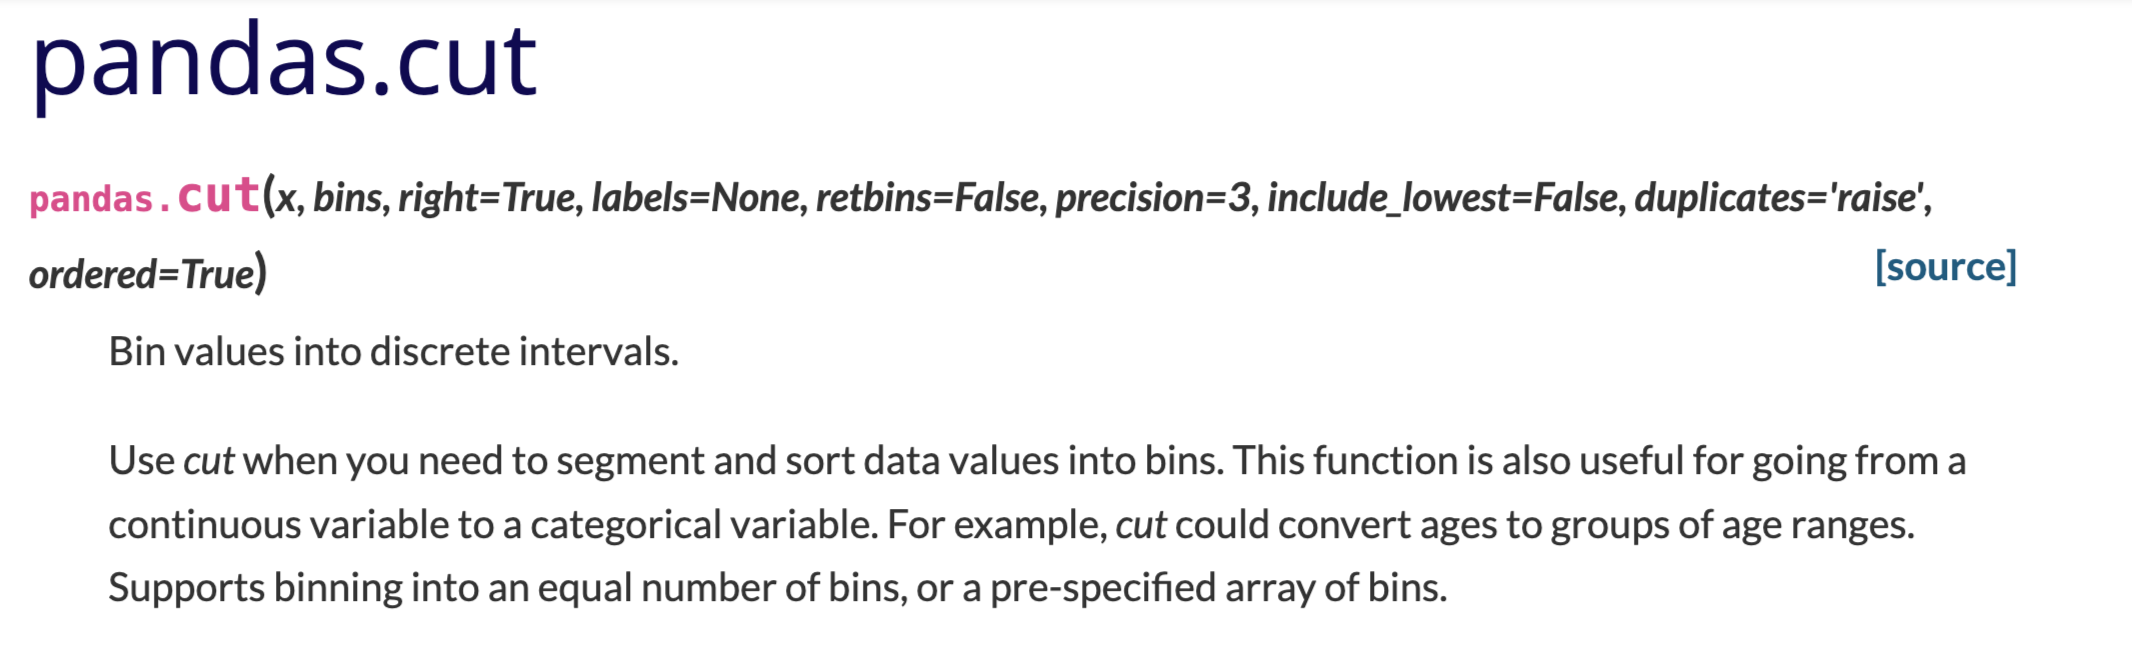 pandas.cut
pandas.cut(x, bins, right=True, labels=None, retbins=False, precision=3, include_lowest=False, duplicates='raise',
ordered=True) [source]
Bin values into discrete intervals.
Use cut when you need to segment and sort data values into bins. This function is also useful for going from a
continuous variable to a categorical variable. For example, cut could convert ages to groups of age ranges.
Supports binning into an equal number of bins, or a pre-specified array of bins.